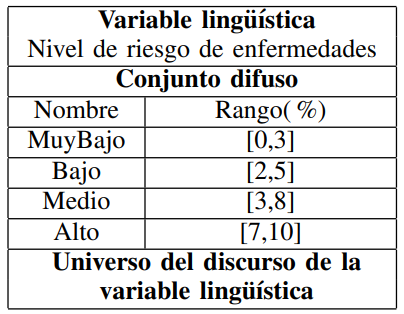 Variable lingüística
Nivel de riesgo de enfermedades
Conjunto difuso
Nombre Rango( %)
MuyBajo [0,3]
Bajo [2,5]
Medio [3,8]
Alto [7,10]
Universo del discurso de la
variable lingüística